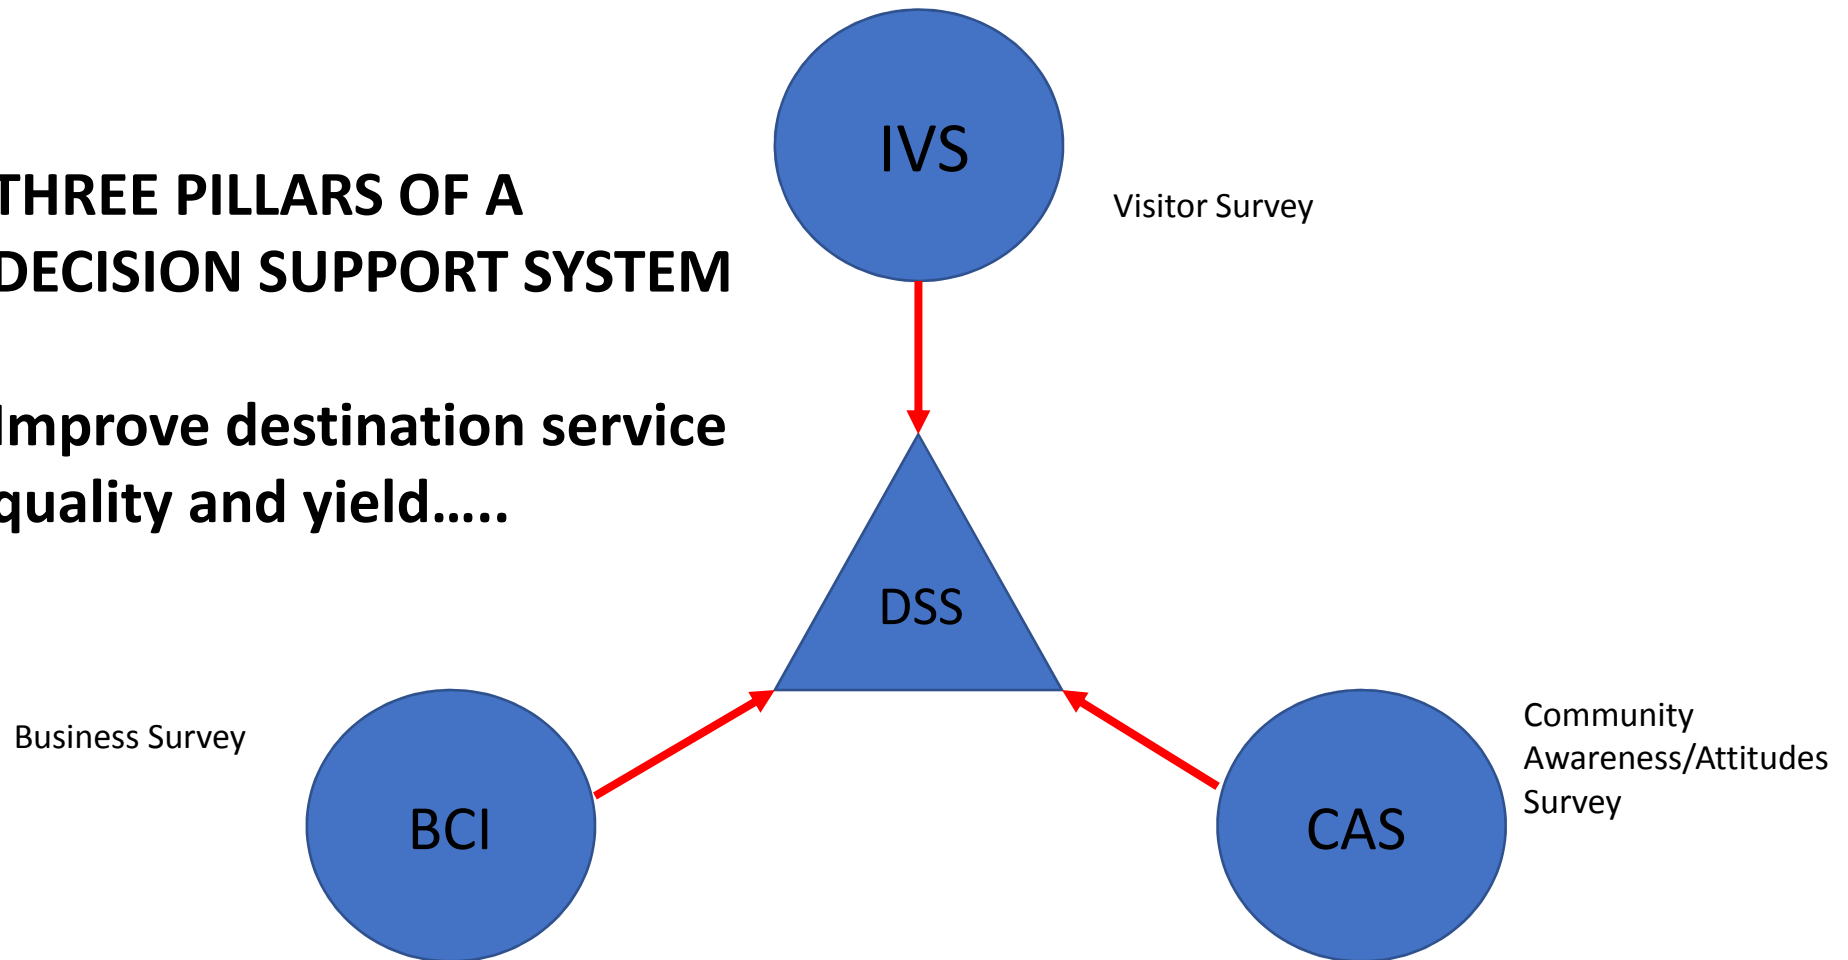 THREE PILLARS OF A
DECISION SUPPORT SYSTEM
Improve destination service
quality and yield.....
IVS
Visitor Survey
DSS
Business Survey
BCI
CAS
Community
Awareness/Attitudes
Survey